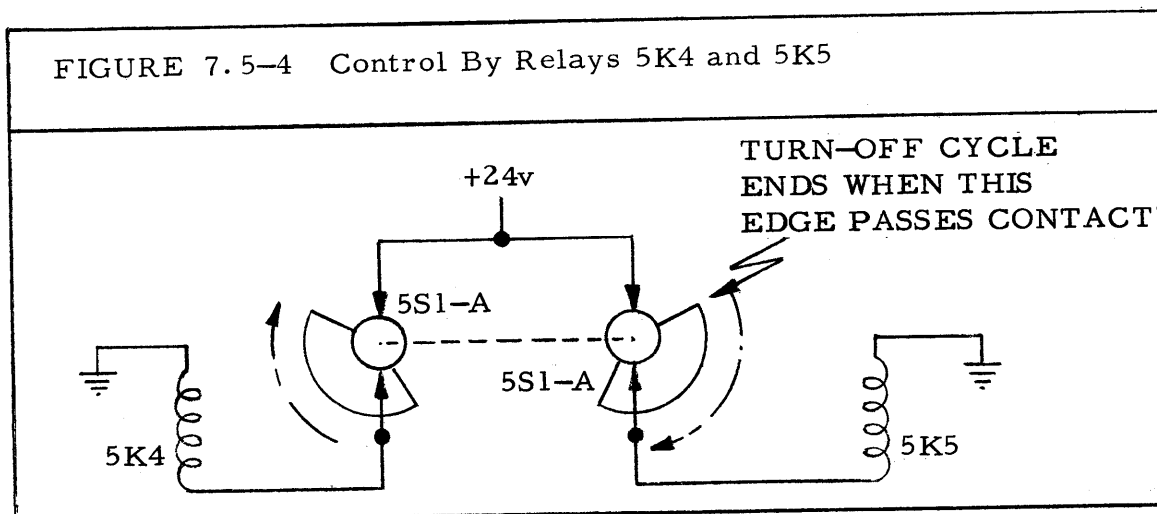 FIGURE 7.5-4 Control By Relays 5K4 and 5K5
TURN-OFF CYCLE
ENDS WHEN THIS
EDGE PASSES CONTACT
+24v
5S1-A
5S1-A
5K4
5K5